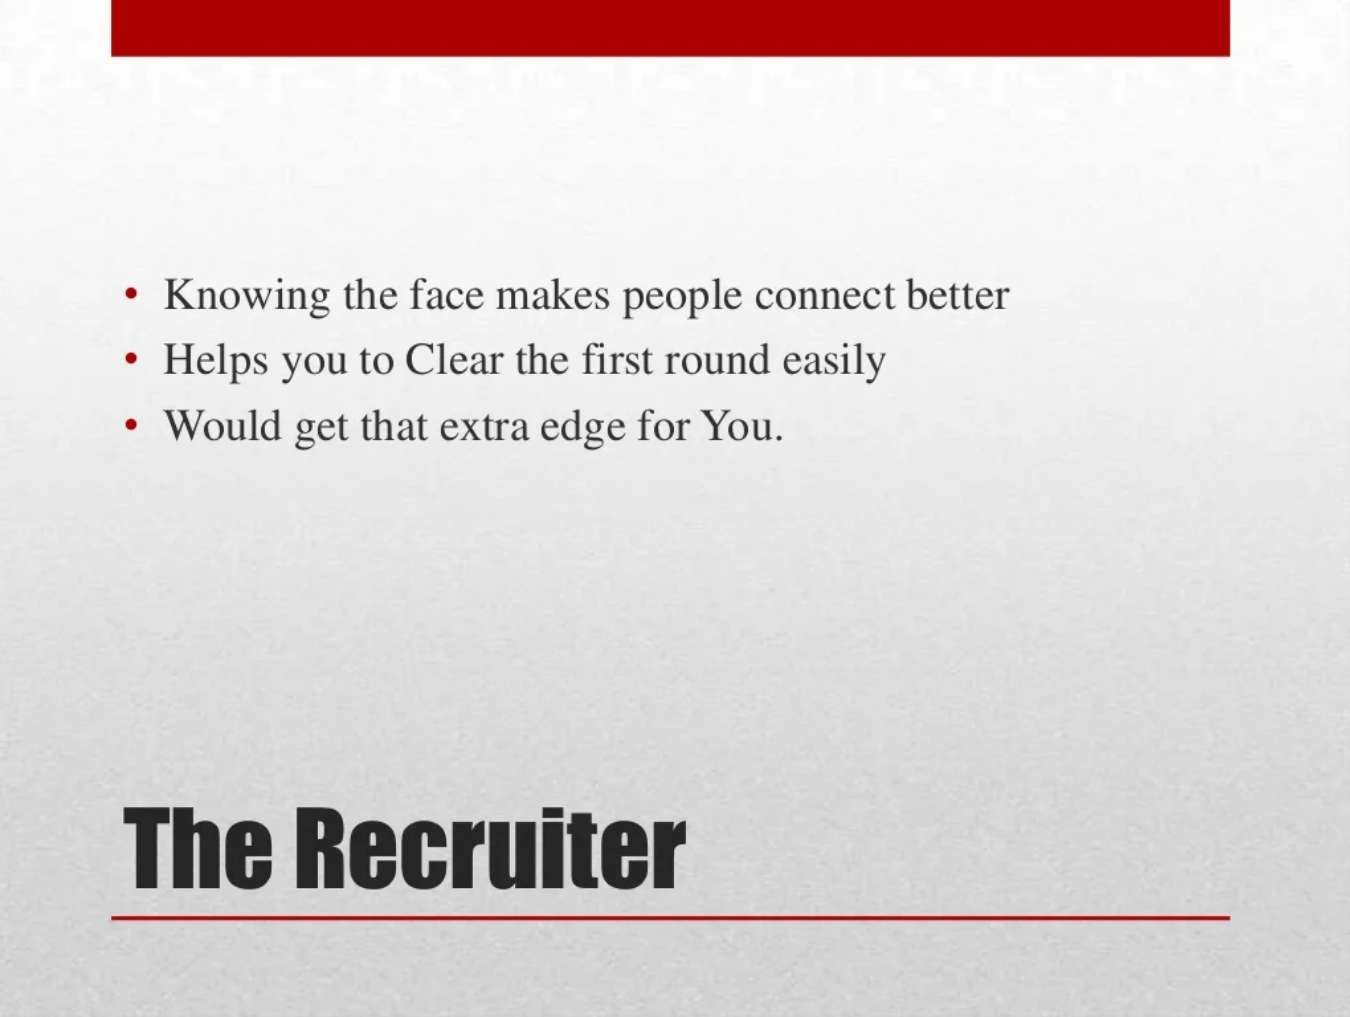 • Knowing the face makes people connect better
• Helps you to Clear the first round easily
• Would get that extra edge for You.
The Recruiter